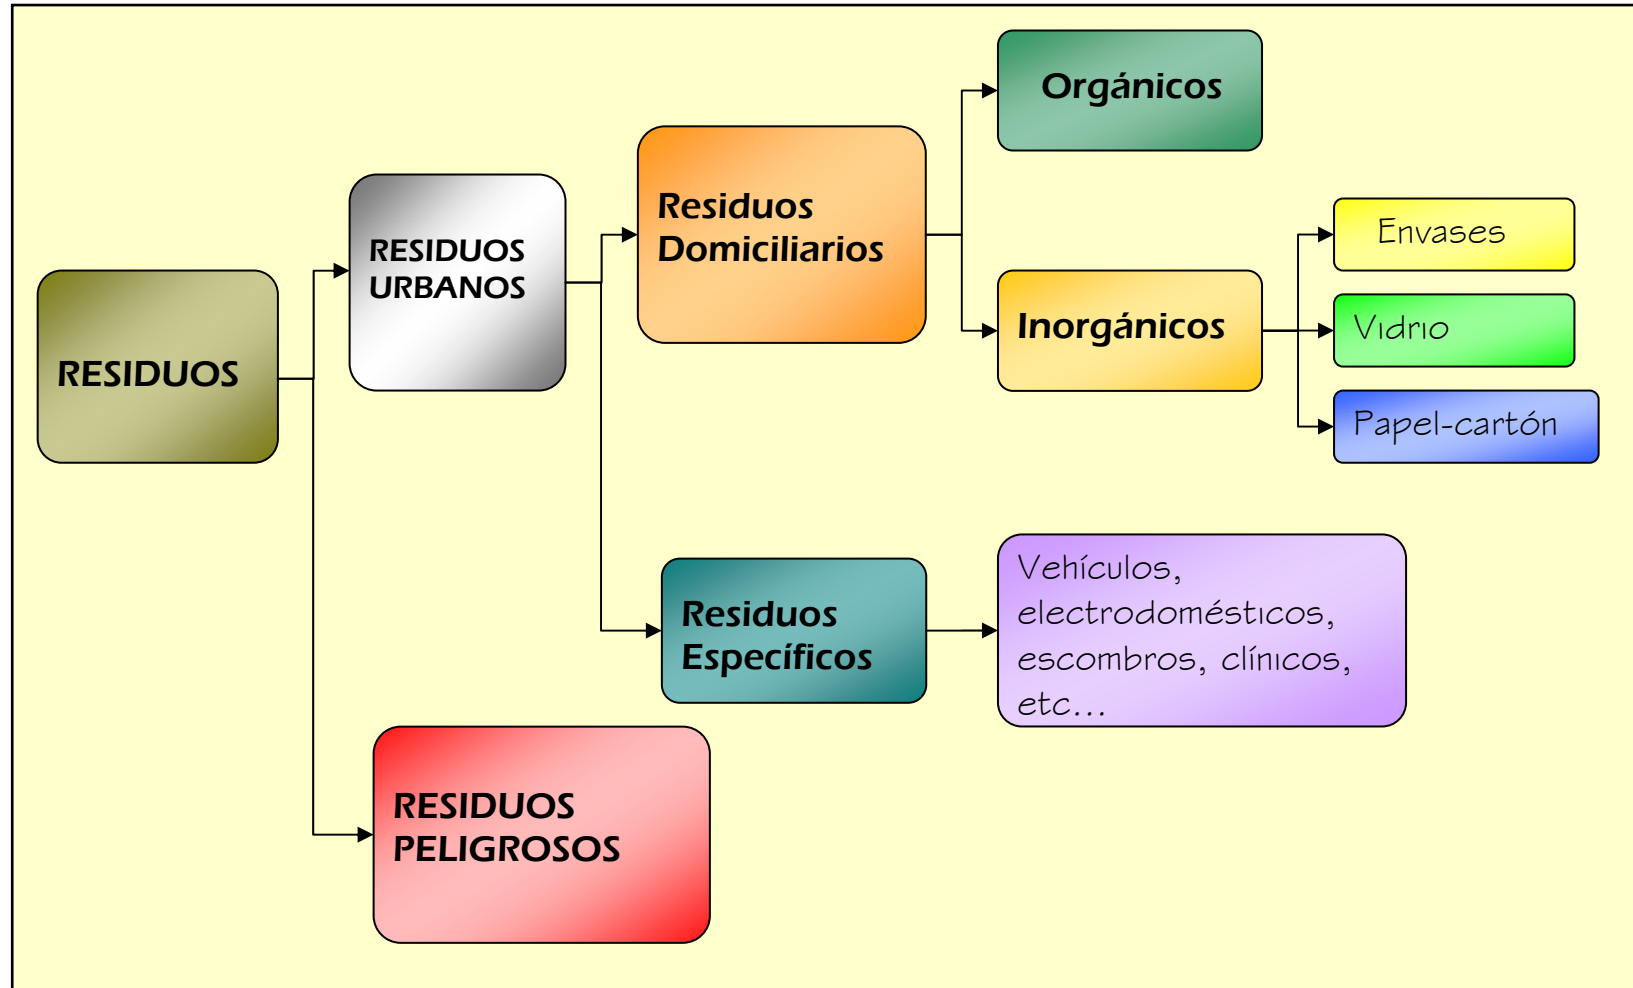 RESIDUOS
RESIDUOS
URBANOS
Residuos
Domiciliarios
Orgánicos
Inorgánicos
Envases
Vidrio
Papel-cartón
Residuos
Específicos
Vehículos,
electrodomésticos,
escombros, clínicos,
etc...
RESIDUOS
PELIGROSOS